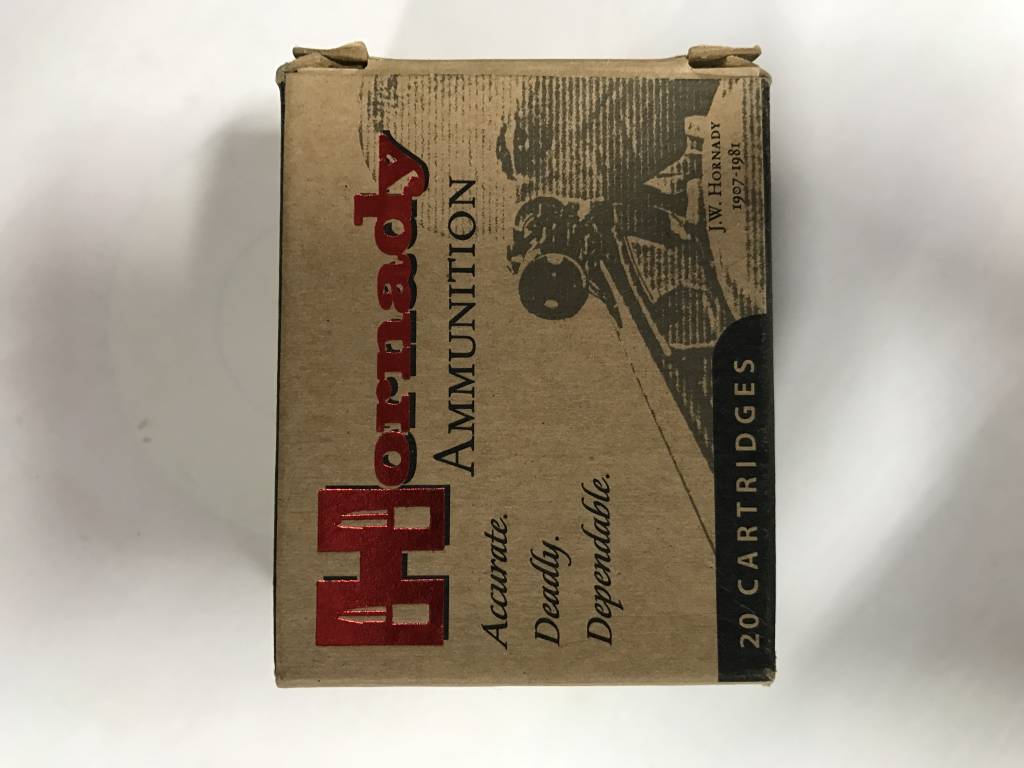 Hornady
AMMUNITION
Accurate.
Deadly.
Dependable.
J.W. HORNADY
1907-1981
20 CARTRIDGES